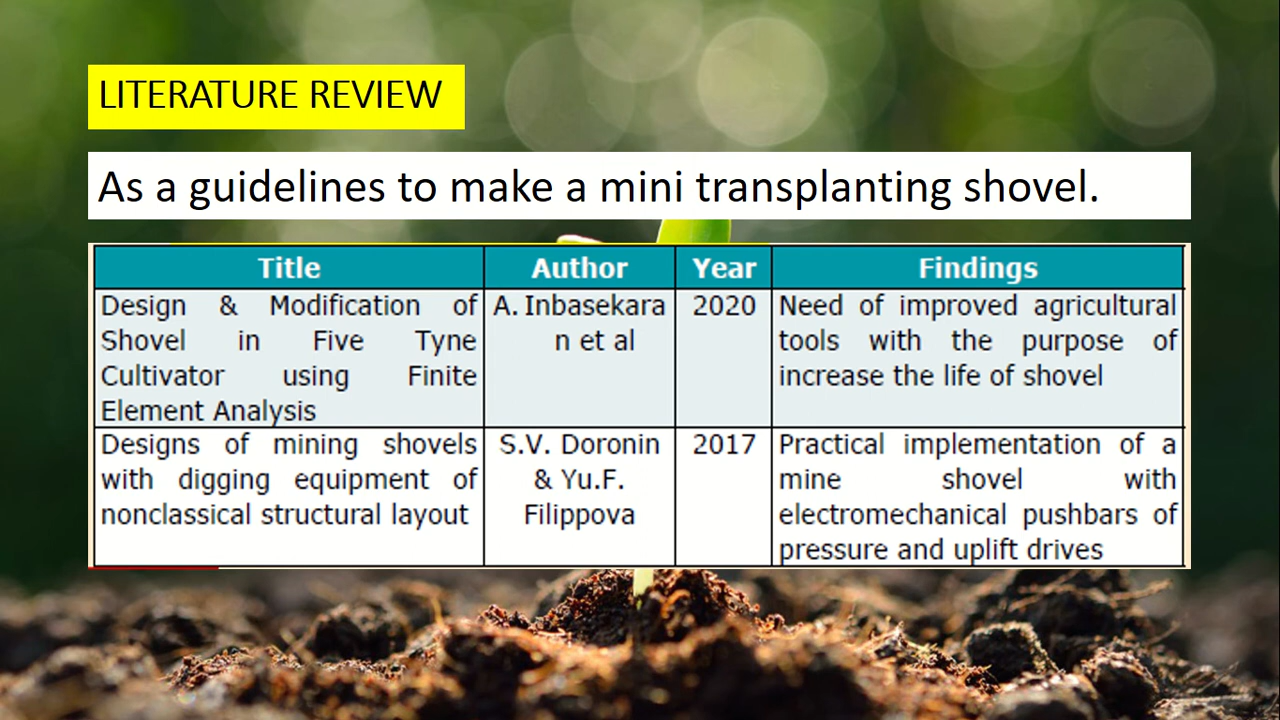 LITERATURE REVIEW
As a guidelines to make a mini transplanting shovel.
Title Author Year Findings
Design & Modification of
Shovel in Five Tyne
Cultivator using Finite
Element Analysis
A. Inbasekara
n et al
2020
Need of improved agricultural
tools with the purpose of
increase the life of shovel
Designs of mining shovels
with digging equipment of
nonclassical structural layout
S.V. Doronin
& Yu.F.
Filippova
2017
Practical implementation of a
mine shovel with
electromechanical pushbars of
pressure and uplift drives